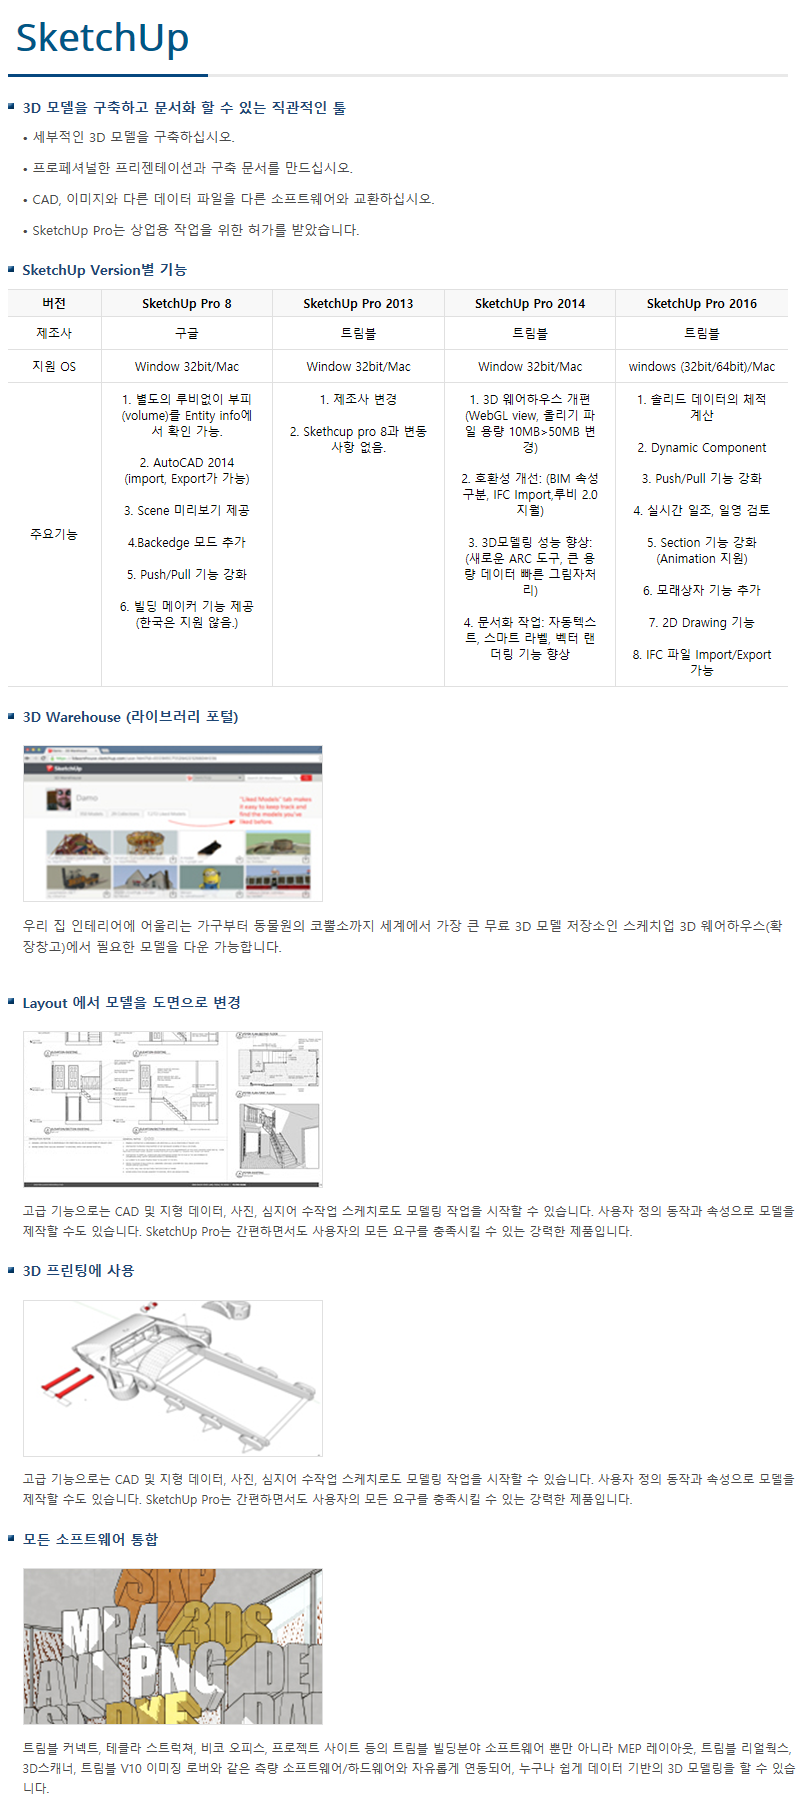 SketchUp
3D 모델을 구축하고 문서화 할 수 있는 직관적인 툴
• 세부적인 3D 모델을 구축하십시오.
• 프로페셔널한 프리젠테이션과 구축 문서를 만드십시오.
• CAD, 이미지와 다른 데이터 파일을 다른 소프트웨어와 교환하십시오.
• SketchUp Pro는 상업용 작업을 위한 허가를 받았습니다.
SketchUp Version별 기능
버전 SketchUp Pro 8 SketchUp Pro 2013 SketchUp Pro 2014 SketchUp Pro 2016
제조사 구글 트림블 트림블 트림블
지원 OS Window 32bit/Mac Window 32bit/Mac Window 32bit/Mac windows (32bit/64bit)/Mac
주요기능
1. 별도의 루비없이 부피
(volume)를 Entity info에
서 확인 가능.
2. AutoCAD 2014
(import, Export가 가능)
3. Scene 미리보기 제공
4.Backedge 모드 추가
5. Push/Pull 기능 강화
6. 빌딩 메이커 기능 제공
(한국은 지원 않음.)
1. 제조사 변경
2. Skethcup pro 8과 변동
사항 없음.
1. 3D 웨어하우스 개편
(WebGL view, 올리기 파
일 용량 10MB>50MB 변
경)
2. 호환성 개선: (BIM 속성
구분, IFC Import,루비 2.0
지원)
3. 3D모델링 성능 향상:
(새로운 ARC 도구, 큰 용
량 데이터 빠른 그림자처
리)
4. 문서화 작업: 자동텍스
트, 스마트 라벨, 벡터 랜
더링 기능 향상
1. 솔리드 데이터의 체적
계산
2. Dynamic Component
3. Push/Pull 기능 강화
4. 실시간 일조, 일영 검토
5. Section 기능 강화
(Animation 지원)
6. 모래상자 기능 추가
7. 2D Drawing 기능
8. IFC 파일 Import/Export
가능
3D Warehouse (라이브러리 포털)
SketchUp
Damo
"Liked Models" tab makes
it easy to keep track and
find the models you've
liked before.
우리 집 인테리어에 어울리는 가구부터 동물원의 코뿔소까지 세계에서 가장 큰 무료 3D 모델 저장소인 스케치업 3D 웨어하우스(확
장창고)에서 필요한 모델을 다운 가능합니다.
Layout 에서 모델을 도면으로 변경
고급 기능으로는 CAD 및 지형 데이터, 사진, 심지어 수작업 스케치로도 모델링 작업을 시작할 수 있습니다. 사용자 정의 동작과 속성으로 모델을
제작할 수도 있습니다. SketchUp Pro는 간편하면서도 사용자의 모든 요구를 충족시킬 수 있는 강력한 제품입니다.
3D 프린팅에 사용
고급 기능으로는 CAD 및 지형 데이터, 사진, 심지어 수작업 스케치로도 모델링 작업을 시작할 수 있습니다. 사용자 정의 동작과 속성으로 모델을
제작할 수도 있습니다. SketchUp Pro는 간편하면서도 사용자의 모든 요구를 충족시킬 수 있는 강력한 제품입니다.
모든 소프트웨어 통합
SKP
MP4 3DS
AVI PNG DE
트림블 커넥트, 테클라 스트럭쳐, 비코 오피스, 프로젝트 사이트 등의 트림블 빌딩분야 소프트웨어 뿐만 아니라 MEP 레이아웃, 트림블 리얼웍스,
3D스캐너, 트림블 V10 이미징 로버와 같은 측량 소프트웨어/하드웨어와 자유롭게 연동되어, 누구나 쉽게 데이터 기반의 3D 모델링을 할 수 있습
니다.